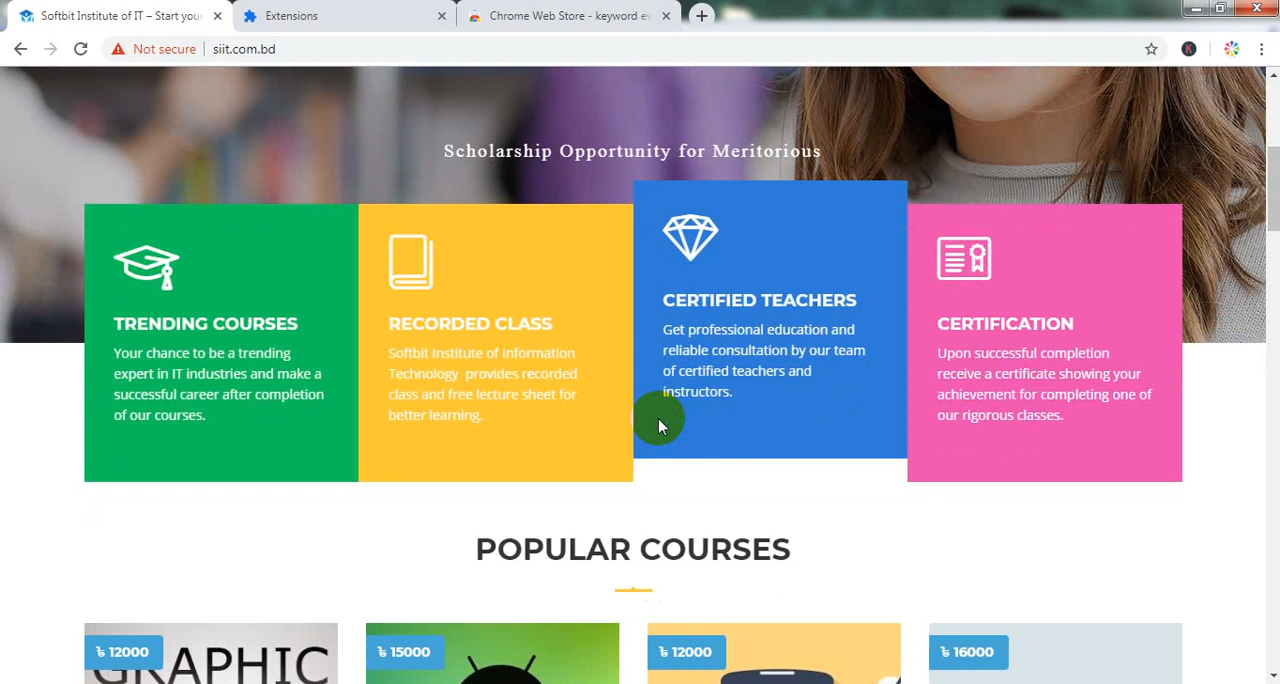 Softbit Institute of IT – Start your
Extensions
Chrome Web Store - keyword ev
Not secure
siit.com.bd
K
Scholarship Opportunity for Meritorious
TRENDING COURSES
Your chance to be a trending
expert in IT industries and make a
successful career after completion
of our courses.
RECORDED CLASS
Softbit Institute of Information
Technology provides recorded
class and free lecture sheet for
better learning.
CERTIFIED TEACHERS
Get professional education and
reliable consultation by our team
of certified teachers and
instructors.
CERTIFICATION
Upon successful completion
receive a certificate showing your
achievement for completing one of
our rigorous classes.
POPULAR COURSES
৳ 12000
GRAPHIC
৳ 15000
৳ 12000
৳ 16000